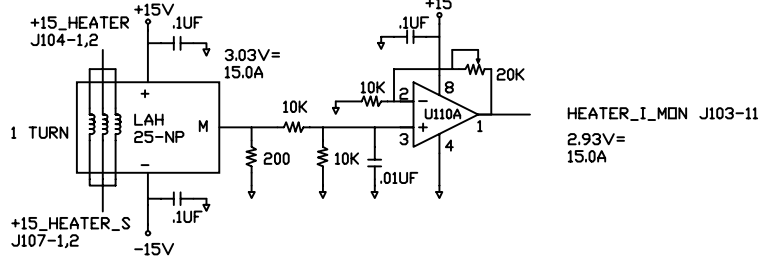 +15V
+15_HEATER
J104-1,2
.1UF
3.03V=
15.0A
+
LAH
25-NP
M
1 TURN
-
+15_HEATER_S
J107-1,2
.1UF
-15V
10K
200
10K
.01UF
+15
.1UF
10K
20K
2
-
8
U110A
1
3
+
4
HEATER_I_MON J103-11
2.93V=
15.0A